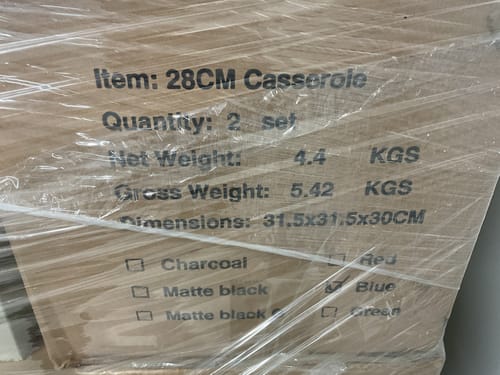 Item: 28CM Casserole
Quantity: 2 set
Net Weight: 4.4 KGS
Gross Weight: 5.42 KGS
Dimensions: 31.5x31.5x30CM
☐ Charcoal ☐ Red
☐ Matte black ☑ Blue
☐ Matte black ☐ Green